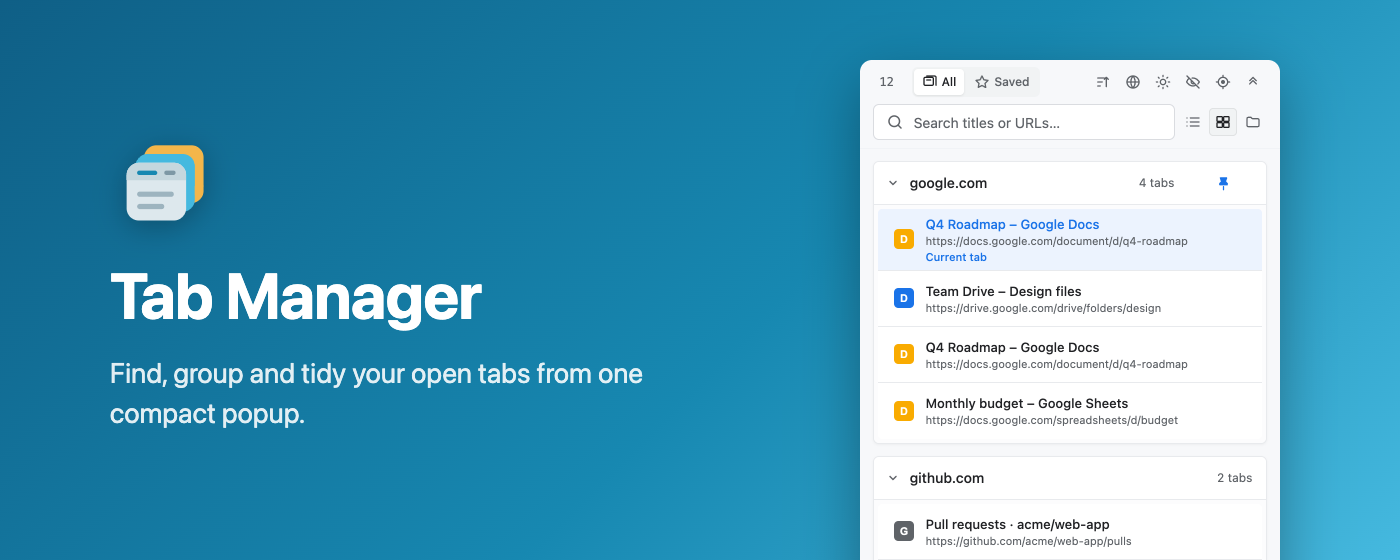 Tab Manager
Find, group and tidy your open tabs from one
compact popup.
12
All
Saved
Search titles or URLs...
google.com
4 tabs
D
Q4 Roadmap – Google Docs
https://docs.google.com/document/d/q4-roadmap
Current tab
D
Team Drive – Design files
https://drive.google.com/drive/folders/design
D
Q4 Roadmap – Google Docs
https://docs.google.com/document/d/q4-roadmap
D
Monthly budget – Google Sheets
https://docs.google.com/spreadsheets/d/budget
github.com
2 tabs
G
Pull requests · acme/web-app
https://github.com/acme/web-app/pulls